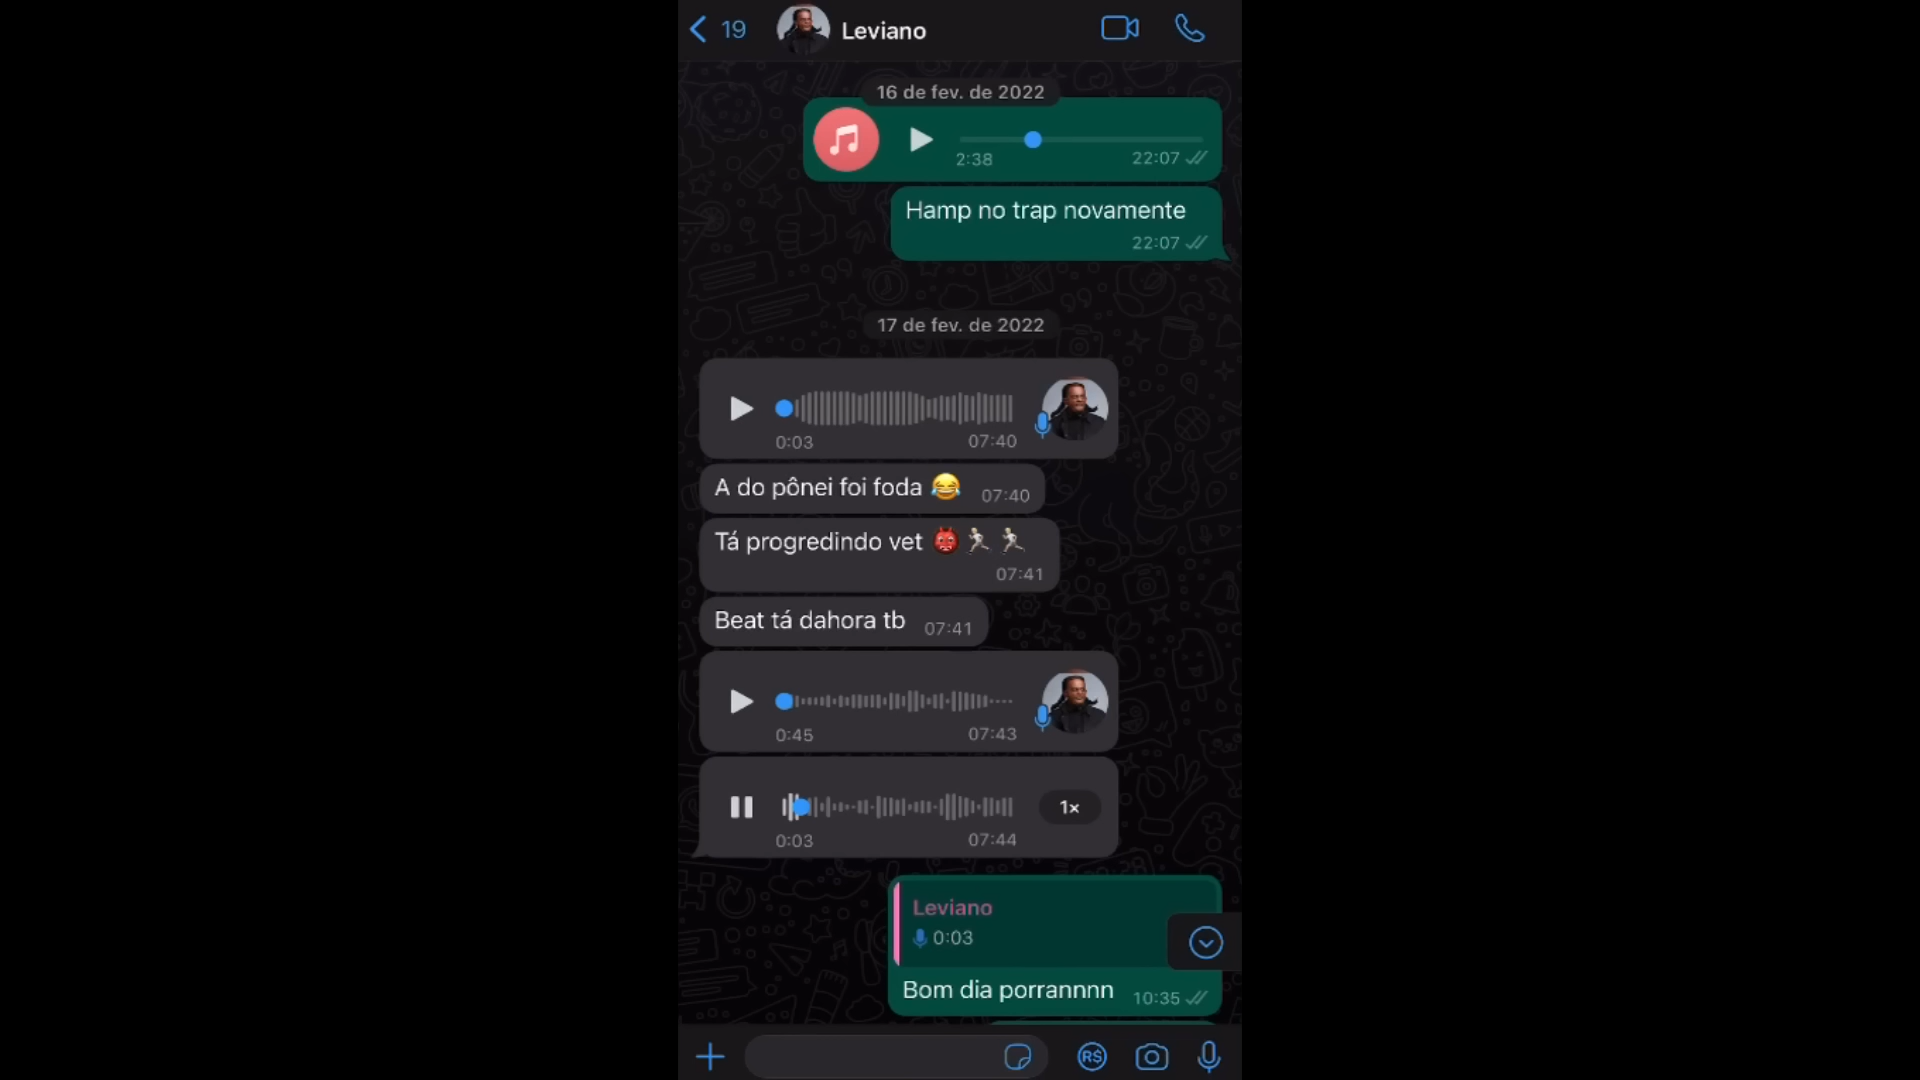 19
Leviano
16 de fev. de 2022
2:38
22:07
Hamp no trap novamente
22:07
17 de fev. de 2022
0:03
07:40
A do pônei foi foda 😂 07:40
Tá progredindo vet 👹🏃🏻🏃🏻
07:41
Beat tá dahora tb 07:41
0:45
07:43
1×
0:03
07:44
Leviano
0:03
Bom dia porrannnn 10:35
R$